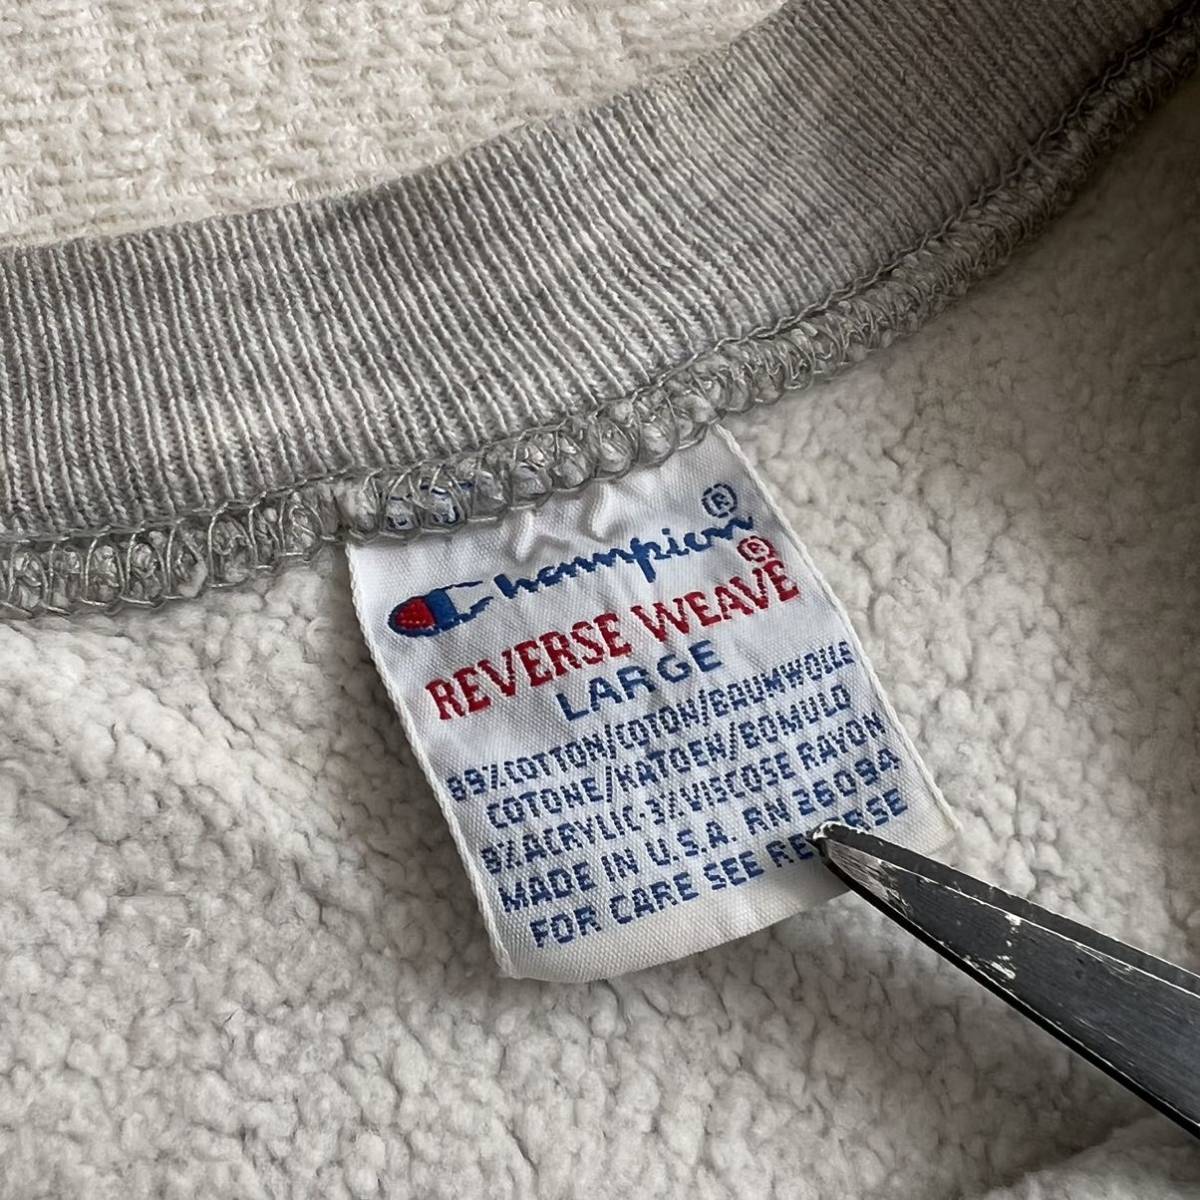 Champion®
REVERSE WEAVE®
LARGE
89%COTTON/COTON/BAUMWOLLE
COTONE/KATOEN/BOMULD
8%ACRYLIC·3%VISCOSE RAYON
MADE IN U.S.A. RN 26094
FOR CARE SEE REVERSE